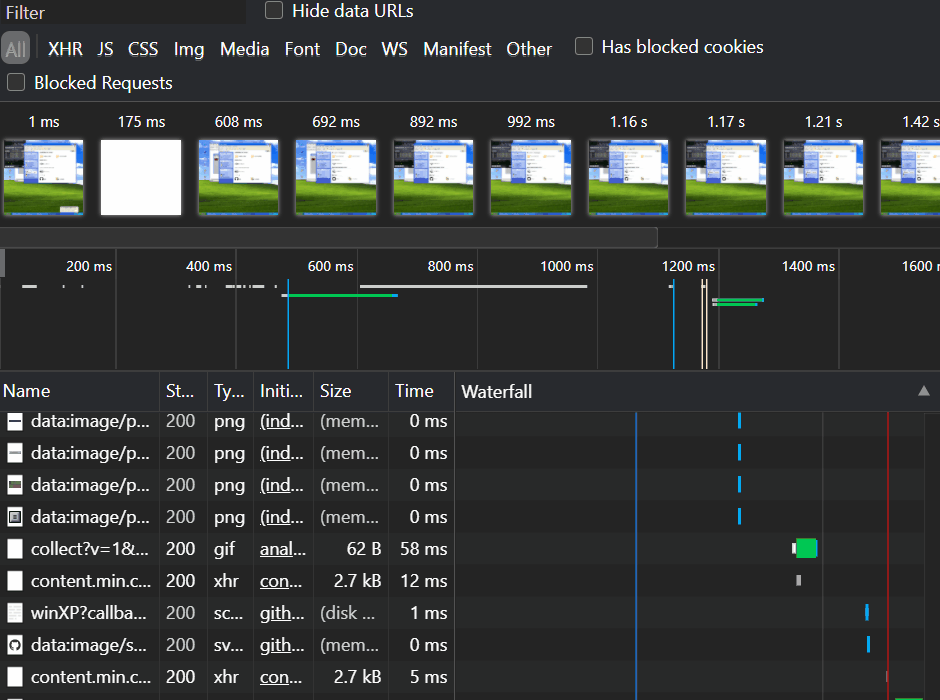 Filter
Hide data URLs
All XHR JS CSS Img Media Font Doc WS Manifest Other Has blocked cookies
Blocked Requests
1 ms 175 ms 608 ms 692 ms 892 ms 992 ms 1.16 s 1.17 s 1.21 s 1.42 s
200 ms 400 ms 600 ms 800 ms 1000 ms 1200 ms 1400 ms 1600
Name St... Ty... Initi... Size Time Waterfall
data:image/p... 200 png (ind... (mem... 0 ms
data:image/p... 200 png (ind... (mem... 0 ms
data:image/p... 200 png (ind... (mem... 0 ms
data:image/p... 200 png (ind... (mem... 0 ms
collect?v=1&... 200 gif anal... 62 B 58 ms
content.min.c... 200 xhr con... 2.7 kB 12 ms
winXP?callba... 200 sc... gith... (disk ... 1 ms
data:image/s... 200 sv... gith... (mem... 0 ms
content.min.c... 200 xhr con... 2.7 kB 5 ms